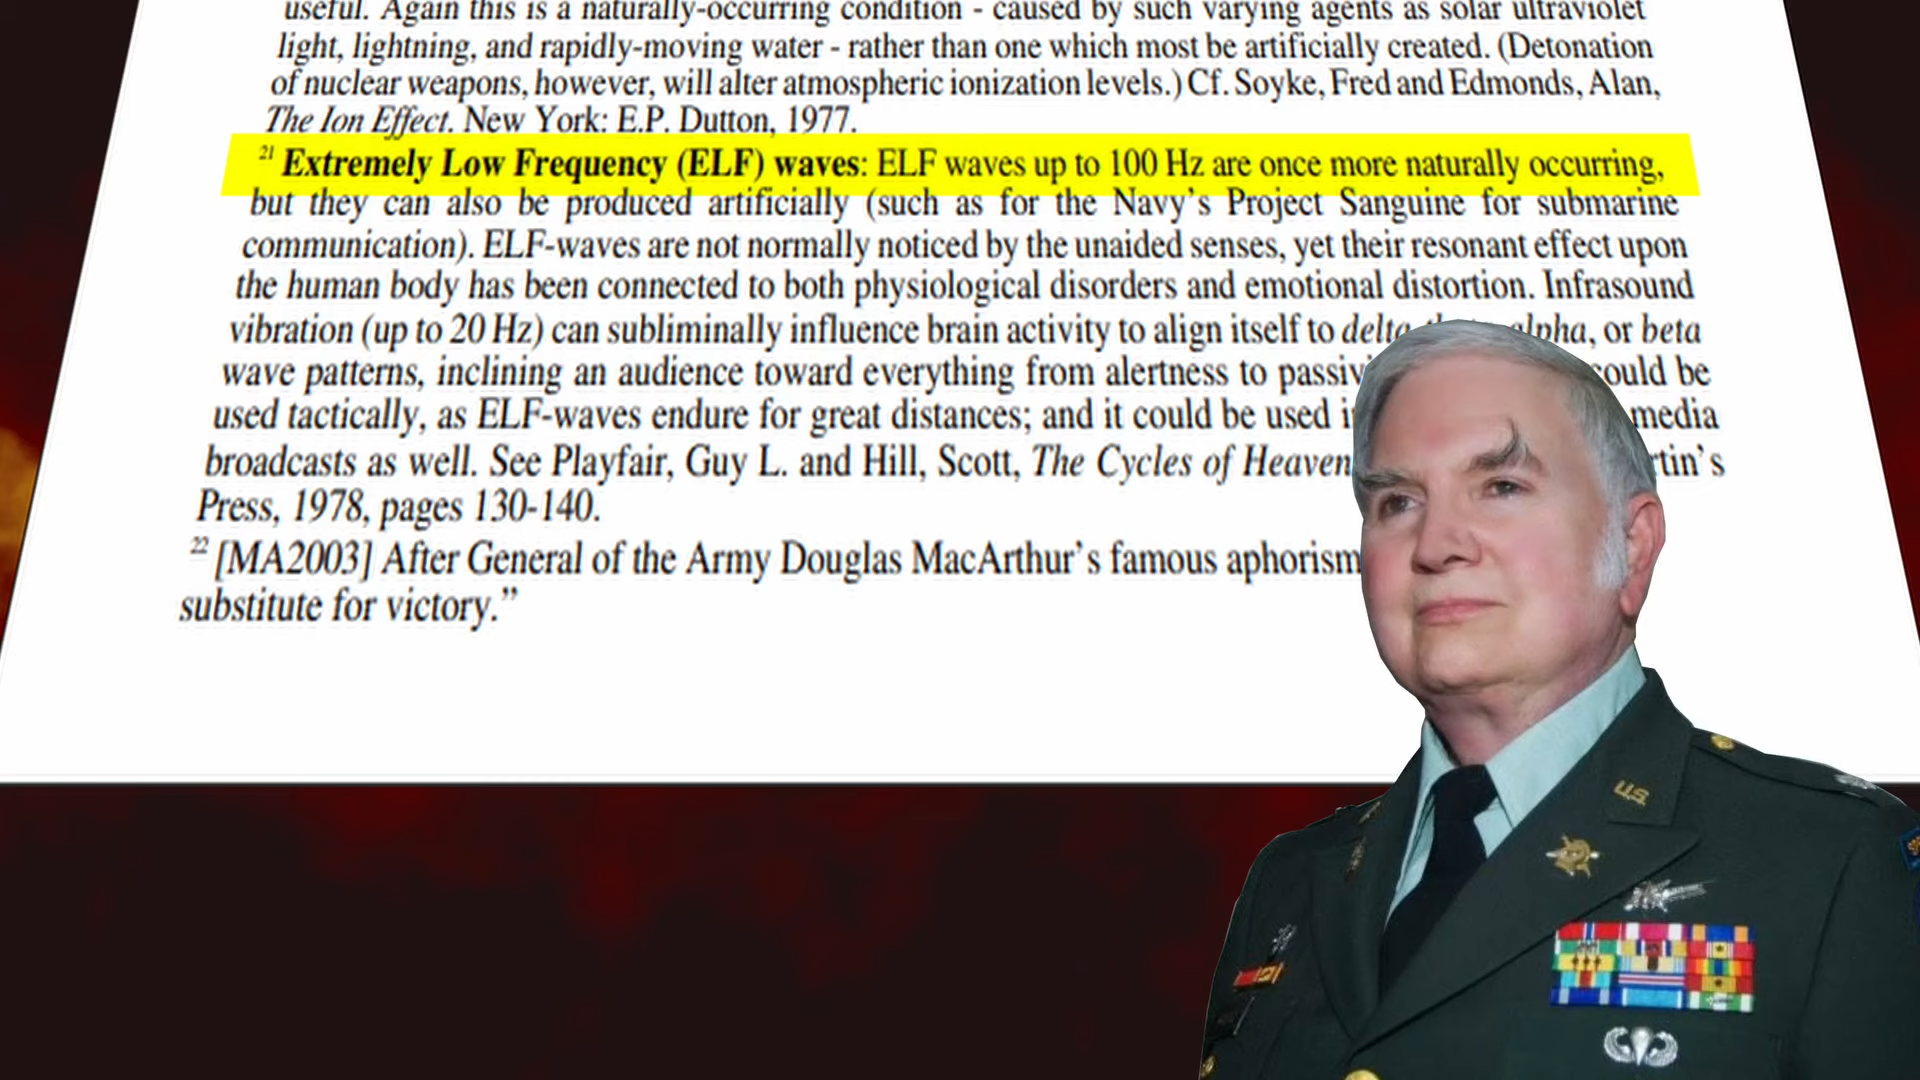 useful. Again this is a naturally-occurring condition - caused by such varying agents as solar ultraviolet
light, lightning, and rapidly-moving water - rather than one which most be artificially created. (Detonation
of nuclear weapons, however, will alter atmospheric ionization levels.) Cf. Soyke, Fred and Edmonds, Alan,
The Ion Effect. New York: E.P. Dutton, 1977.
21 Extremely Low Frequency (ELF) waves: ELF waves up to 100 Hz are once more naturally occurring,
but they can also be produced artificially (such as for the Navy's Project Sanguine for submarine
communication). ELF-waves are not normally noticed by the unaided senses, yet their resonant effect upon
the human body has been connected to both physiological disorders and emotional distortion. Infrasound
vibration (up to 20 Hz) can subliminally influence brain activity to align itself to delta, alpha, or beta
wave patterns, inclining an audience toward everything from alertness to could be
used tactically, as ELF-waves endure for great distances; and it could be used media
broadcasts as well. See Playfair, Guy L. and Hill, Scott, The Cycles of Heaven
Press, 1978, pages 130-140.
22 [MA2003] After General of the Army Douglas MacArthur's famous aphorism
substitute for victory.”
U.S.